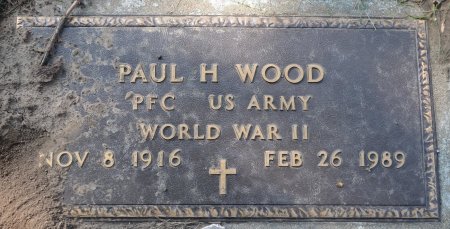 PAUL H WOOD
PFC US ARMY
WORLD WAR II
NOV 8 1916 FEB 26 1989